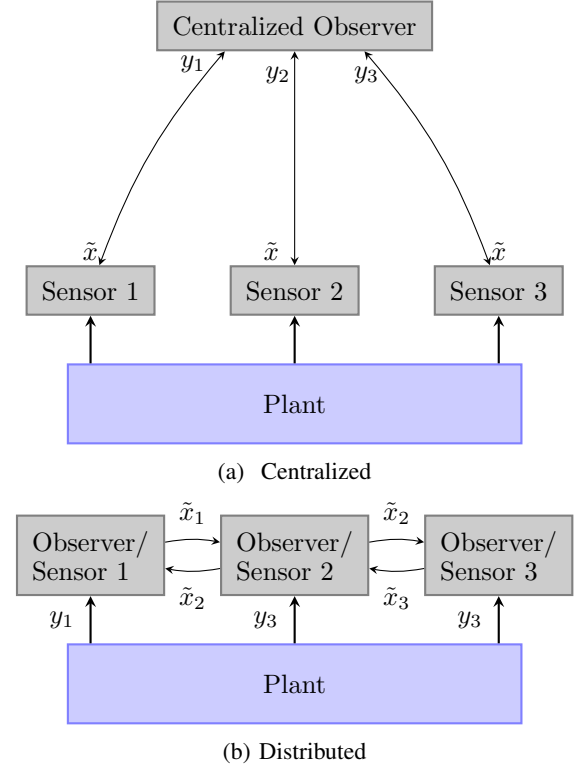 Centralized Observer
y₁ y₂ y₃
x̃ x̃ x̃
Sensor 1 Sensor 2 Sensor 3
Plant
(a) Centralized
x̃₁ x̃₂
Observer/ Observer/ Observer/
Sensor 1 Sensor 2 Sensor 3
x̃₂ x̃₃
y₁ y₃ y₃
Plant
(b) Distributed